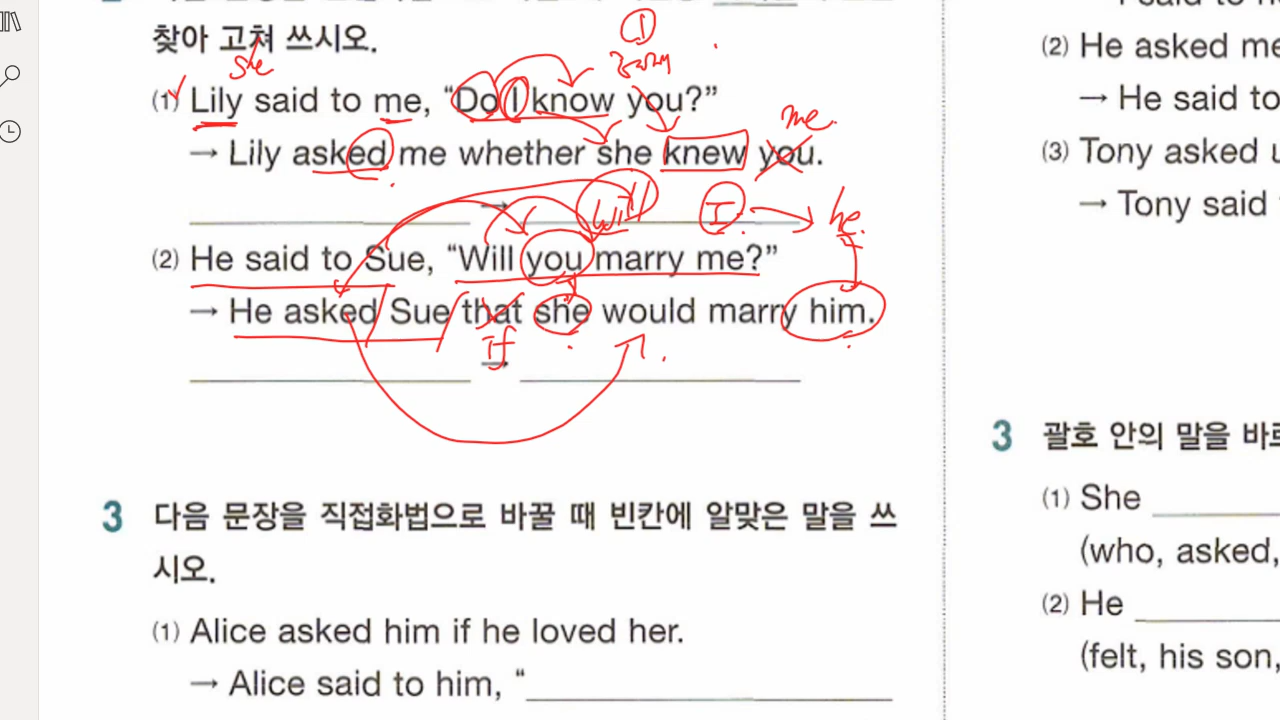 찾아 고쳐 쓰시오.
she
①
(1) Lily said to me, “Do I know you?”
me.
→ Lily asked me whether she knew you.
→ Will I he.
(2) He said to Sue, “Will you marry me?”
→ He asked Sue that she would marry him.
If
→
3 다음 문장을 직접화법으로 바꿀 때 빈칸에 알맞은 말을 쓰
시오.
(1) Alice asked him if he loved her.
→ Alice said to him, “
(2) He asked me
→ He said to
(3) Tony asked
→ Tony said
3 괄호 안의 말을
(1) She
(who, asked,
(2) He
(felt, his son,